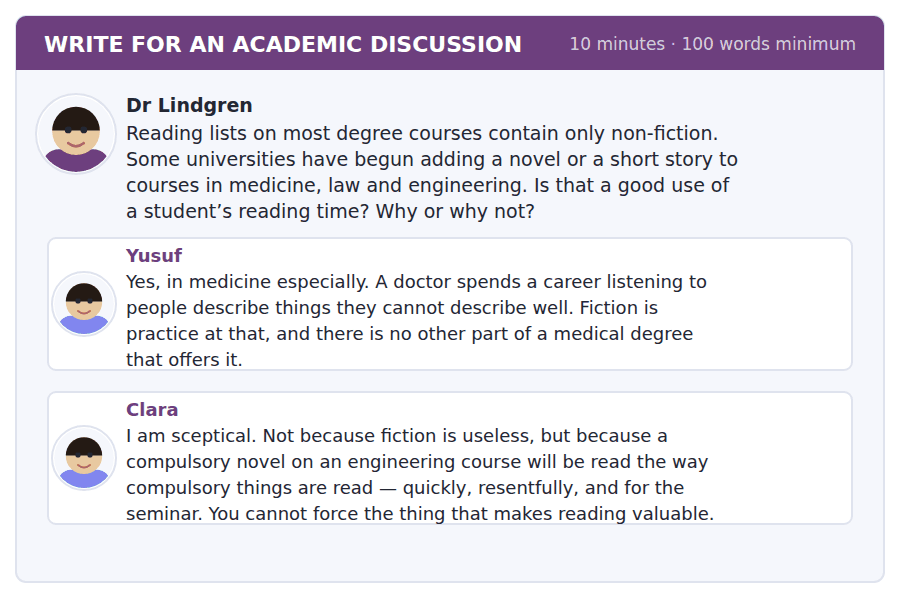 WRITE FOR AN ACADEMIC DISCUSSION
10 minutes · 100 words minimum
Dr Lindgren
Reading lists on most degree courses contain only non-fiction.
Some universities have begun adding a novel or a short story to
courses in medicine, law and engineering. Is that a good use of
a student’s reading time? Why or why not?
Yusuf
Yes, in medicine especially. A doctor spends a career listening to
people describe things they cannot describe well. Fiction is
practice at that, and there is no other part of a medical degree
that offers it.
Clara
I am sceptical. Not because fiction is useless, but because a
compulsory novel on an engineering course will be read the way
compulsory things are read — quickly, resentfully, and for the
seminar. You cannot force the thing that makes reading valuable.